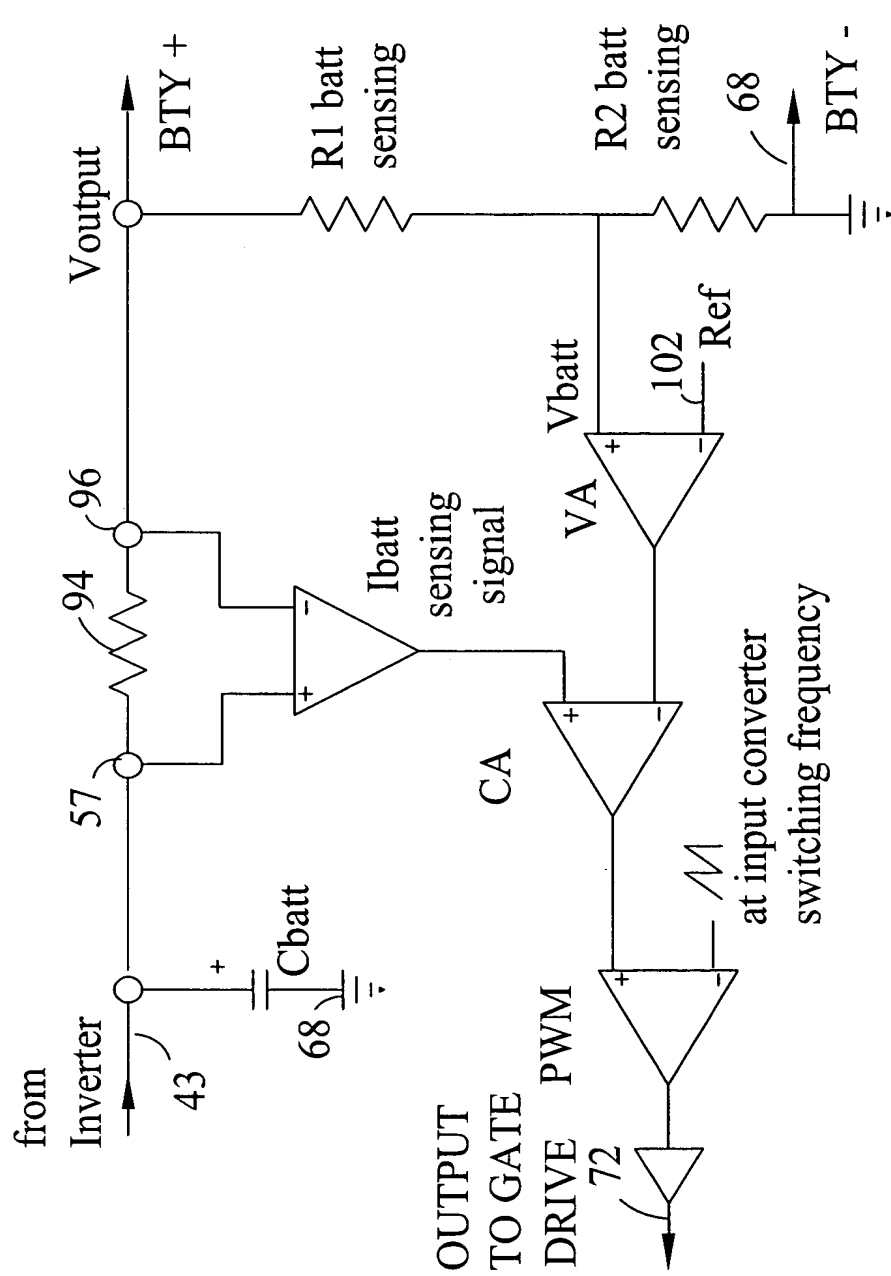 from
Inverter
43
+
Cbatt
68
57
94
96
Voutput
BTY +
+
-
Ibatt
sensing
signal
R1 batt
sensing
R2 batt
sensing
68
BTY -
Vbatt
102
Ref
VA
+
-
CA
+
-
at input converter
switching frequency
PWM
+
-
OUTPUT
TO GATE
DRIVE
72